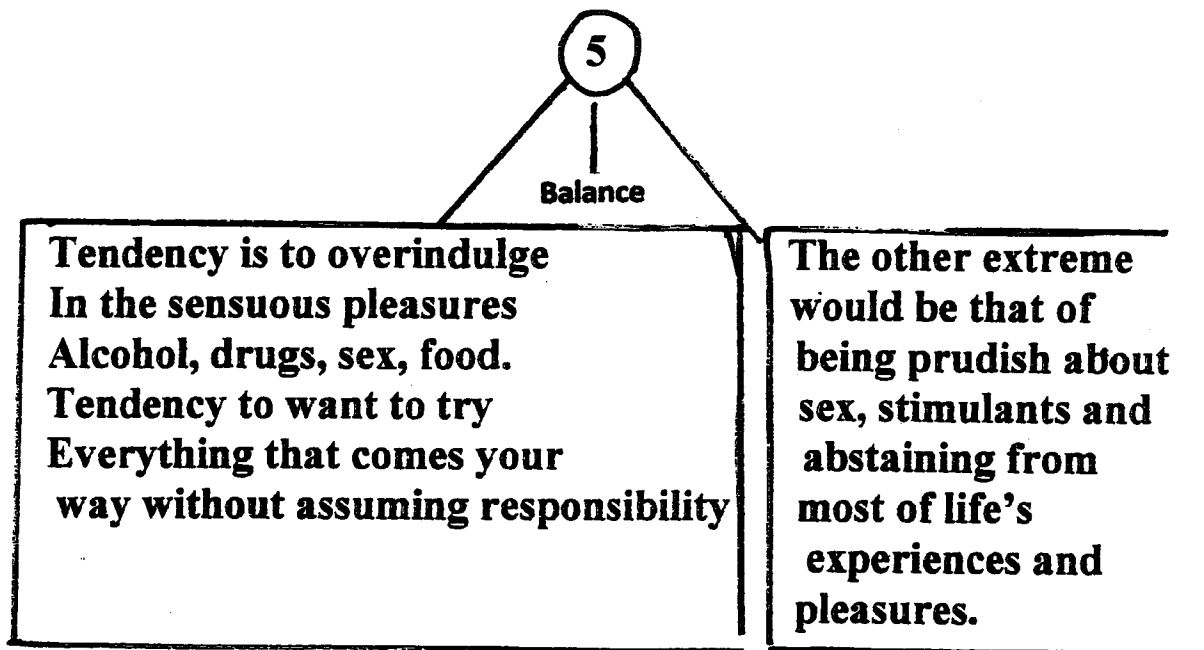 5
Balance
Tendency is to overindulge
In the sensuous pleasures
Alcohol, drugs, sex, food.
Tendency to want to try
Everything that comes your
way without assuming responsibility
The other extreme
would be that of
being prudish about
sex, stimulants and
abstaining from
most of life's
experiences and
pleasures.